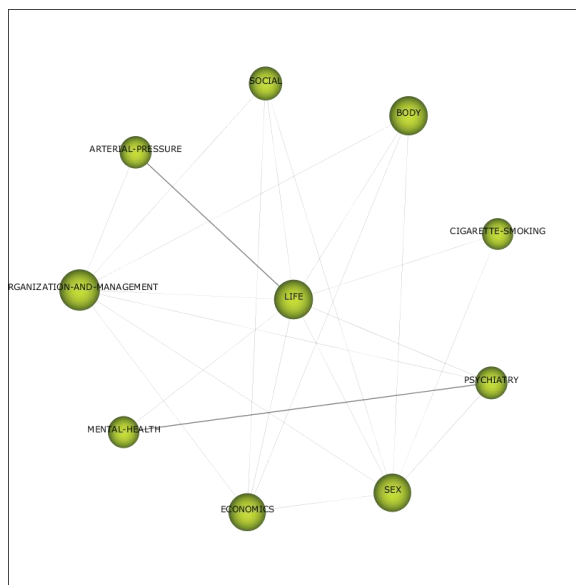 SOCIAL
BODY
ARTERIAL-PRESSURE
CIGARETTE-SMOKING
RGANIZATION-AND-MANAGEMENT
LIFE
PSYCHIATRY
MENTAL-HEALTH
SEX
ECONOMICS